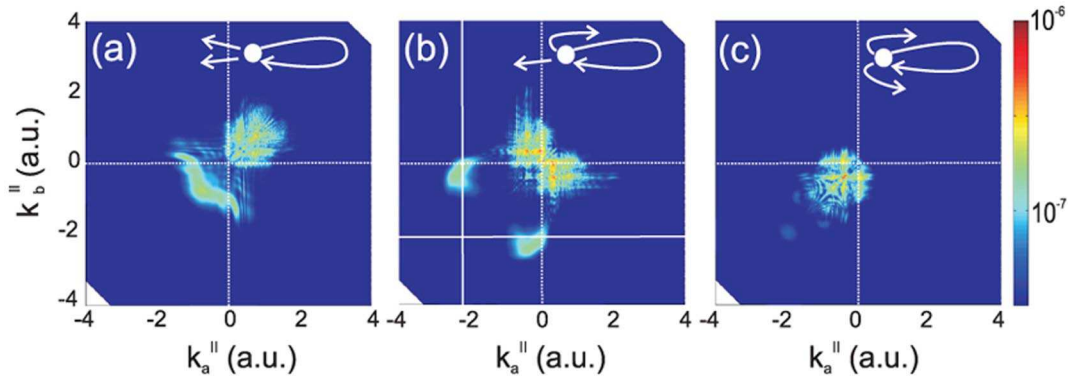 (a) (b) (c)
4 2 0 -2 -4
k_b^|| (a.u.)
-4 -2 0 2 4
-4 -2 0 2 4
-4 -2 0 2 4
k_a^|| (a.u.)
k_a^|| (a.u.)
k_a^|| (a.u.)
10^-6
10^-7